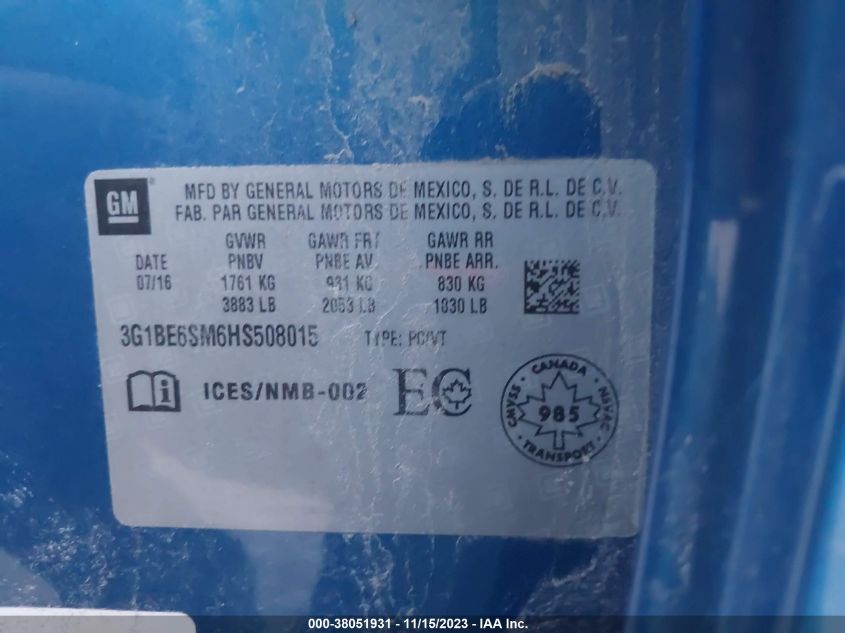 GM
MFD BY GENERAL MOTORS DE MEXICO, S. DE R.L. DE C.V.
FAB. PAR GENERAL MOTORS DE MEXICO, S. DE R.L. DE C.V.
GVWR GAWR FRT GAWR RR
DATE PNBV PNBE AV. PNBE ARR.
07/16 1761 KG 931 KG 830 KG
3883 LB 2053 LB 1830 LB
3G1BE6SM6HS508015 TYPE: PC/VT
i ICES/NMB-002 EC
CANADA
CMVSS 985 NSVAC
TRANSPORT
000-38051931 - 11/15/2023 - IAA Inc.